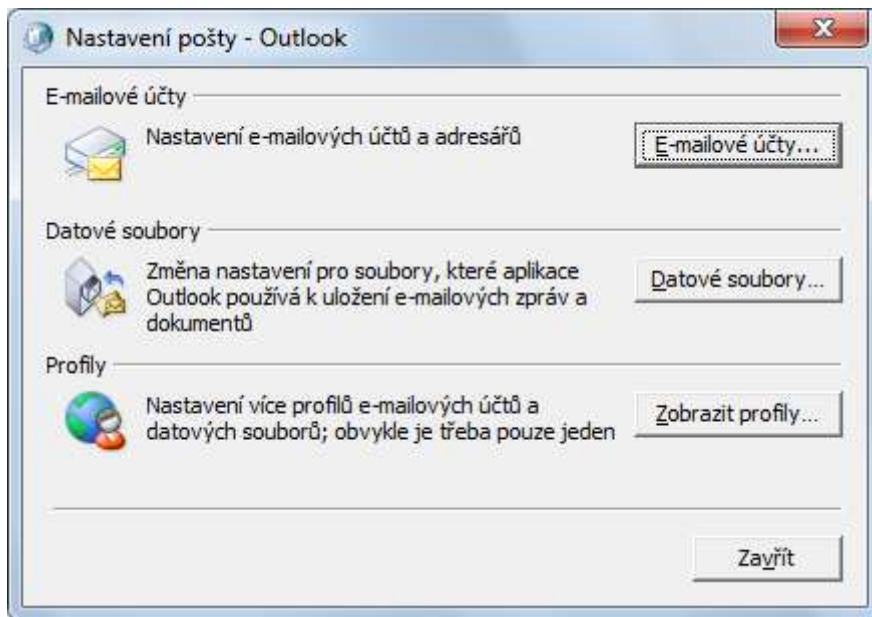 Nastavení pošty - Outlook
E-mailové účty
Nastavení e-mailových účtů a adresářů
E-mailové účty...
Datové soubory
Změna nastavení pro soubory, které aplikace
Outlook používá k uložení e-mailových zpráv a
dokumentů
Datové soubory...
Profily
Nastavení více profilů e-mailových účtů a
datových souborů; obvykle je třeba pouze jeden
Zobrazit profily...
Zavřít